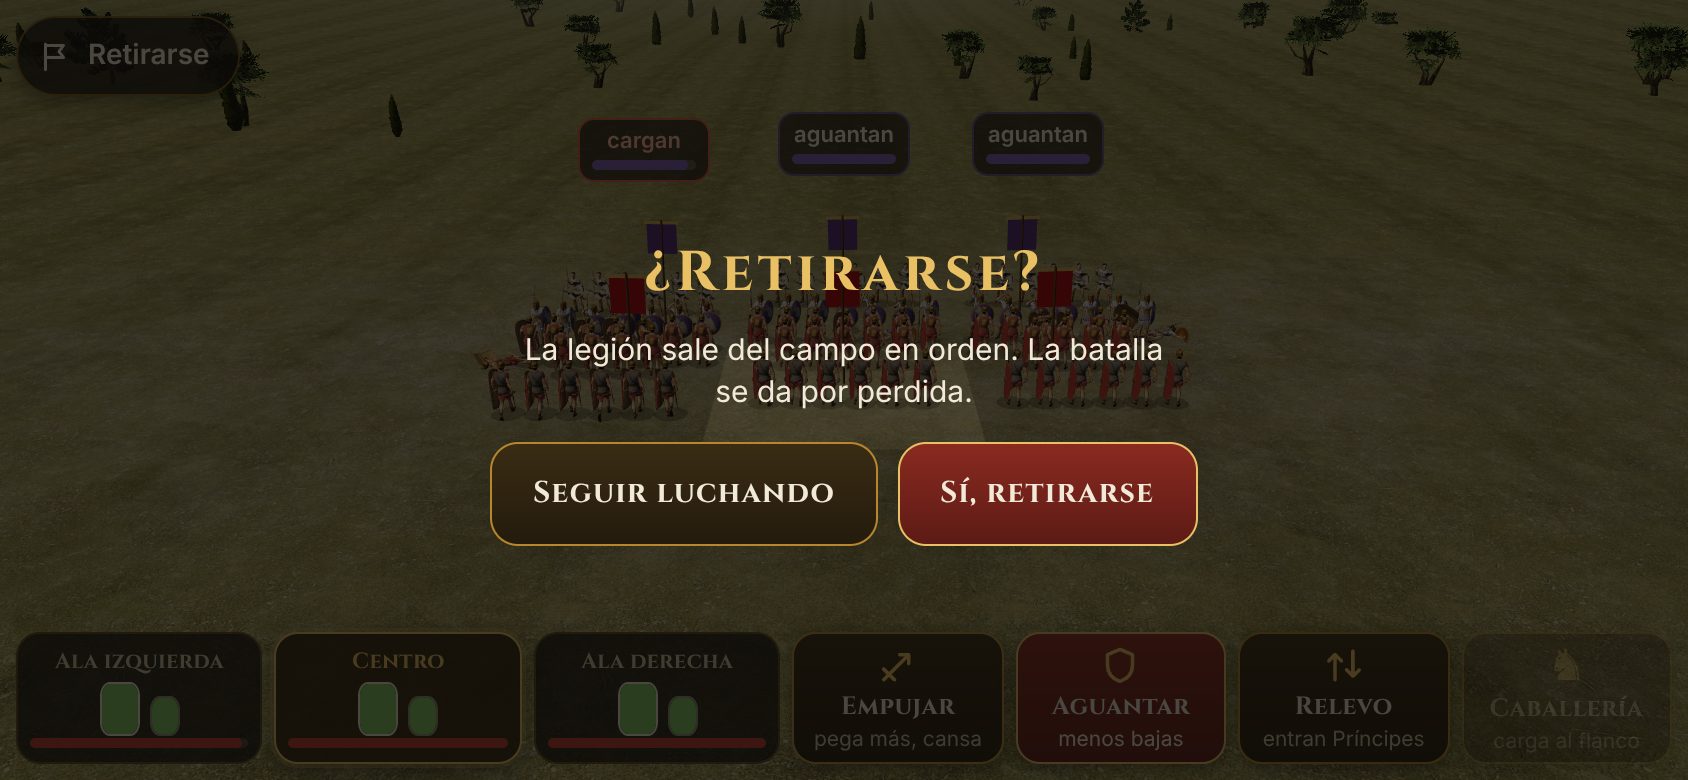 Retirarse
cargan
aguantan
aguantan
¿Retirarse?
La legión sale del campo en orden. La batalla
se da por perdida.
Seguir luchando
Sí, retirarse
Ala izquierda
Centro
Ala derecha
Empujar
pega más, cansa
Aguantar
menos bajas
Relevo
entran Príncipes
Caballería
carga al flanco